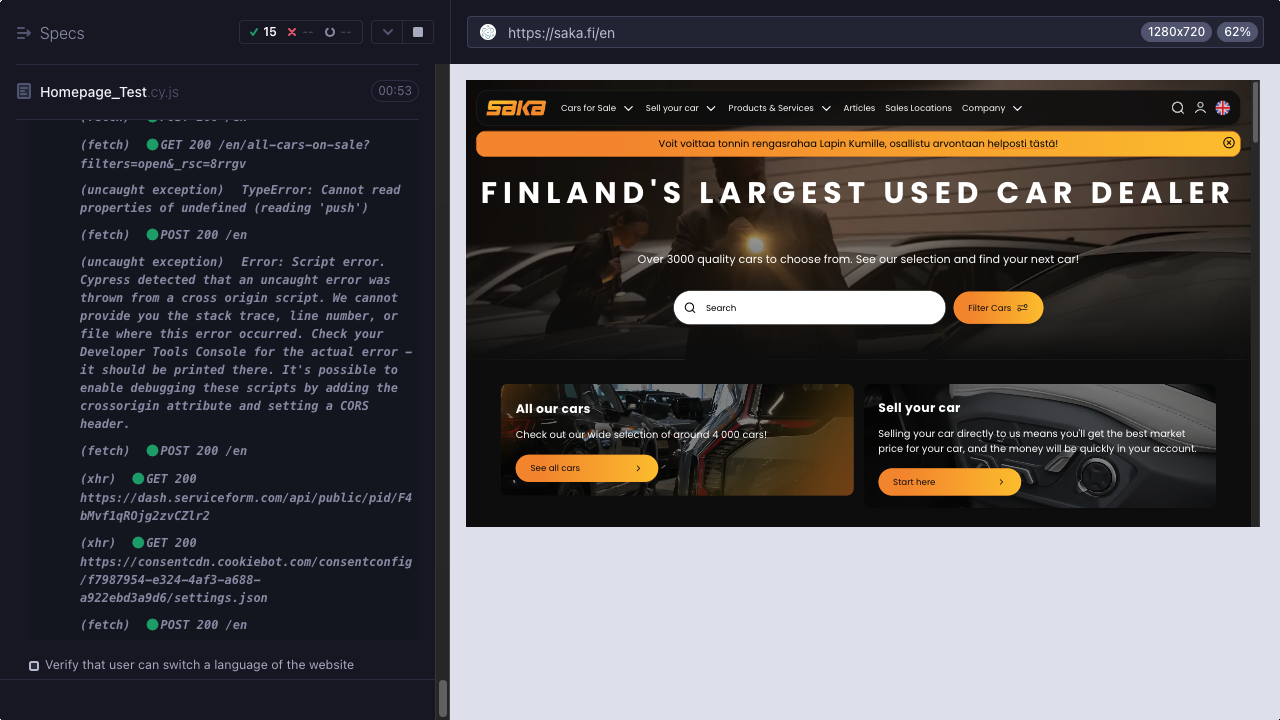 Specs
15
--
--
https://saka.fi/en
1280x720
62%
Homepage_Test.cy.js
00:53
(fetch) POST 200 /en
(fetch) GET 200 /en/all-cars-on-sale?
filters=open&_rsc=8rrgv
(uncaught exception) TypeError: Cannot read
properties of undefined (reading 'push')
(fetch) POST 200 /en
(uncaught exception) Error: Script error.
Cypress detected that an uncaught error was
thrown from a cross origin script. We cannot
provide you the stack trace, line number, or
file where this error occurred. Check your
Developer Tools Console for the actual error –
it should be printed there. It's possible to
enable debugging these scripts by adding the
crossorigin attribute and setting a CORS
header.
(fetch) POST 200 /en
(xhr) GET 200
https://dash.serviceform.com/api/public/pid/F4
bMvf1qROjg2zvCZlr2
(xhr) GET 200
https://consentcdn.cookiebot.com/consentconfig
/f7987954-e324-4af3-a688-
a922ebd3a9d6/settings.json
(fetch) POST 200 /en
Verify that user can switch a language of the website
saka
Cars for Sale
Sell your car
Products & Services
Articles
Sales Locations
Company
Voit voittaa tonnin rengasrahaa Lapin Kumille, osallistu arvontaan helposti tästä!
FINLAND'S LARGEST USED CAR DEALER
Over 3000 quality cars to choose from. See our selection and find your next car!
Search
Filter Cars
All our cars
Check out our wide selection of around 4 000 cars!
See all cars
Sell your car
Selling your car directly to us means you'll get the best market
price for your car, and the money will be quickly in your account.
Start here